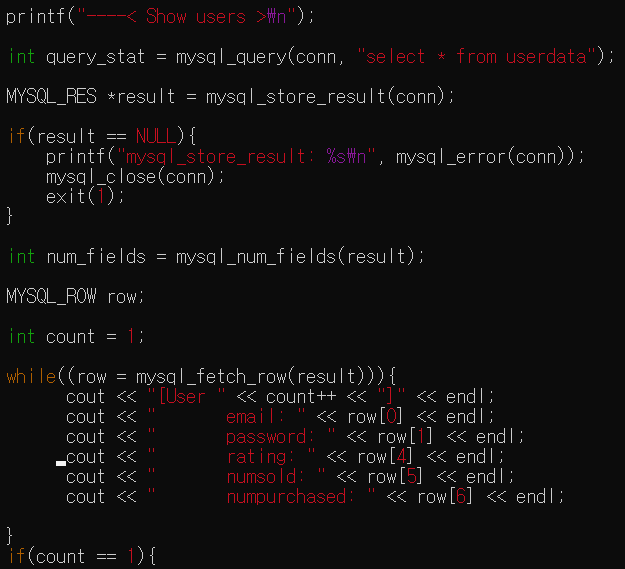 printf("----< Show users >₩n");
int query_stat = mysql_query(conn, "select * from userdata");
MYSQL_RES *result = mysql_store_result(conn);
if(result == NULL){
printf("mysql_store_result: %s₩n", mysql_error(conn));
mysql_close(conn);
exit(1);
}
int num_fields = mysql_num_fields(result);
MYSQL_ROW row;
int count = 1;
while((row = mysql_fetch_row(result))){
cout << "[User " << count++ << "]" << endl;
cout << "       email: " << row[0] << endl;
cout << "       password: " << row[1] << endl;
cout << "       rating: " << row[4] << endl;
cout << "       numsold: " << row[5] << endl;
cout << "       numpurchased: " << row[6] << endl;
}
if(count == 1){